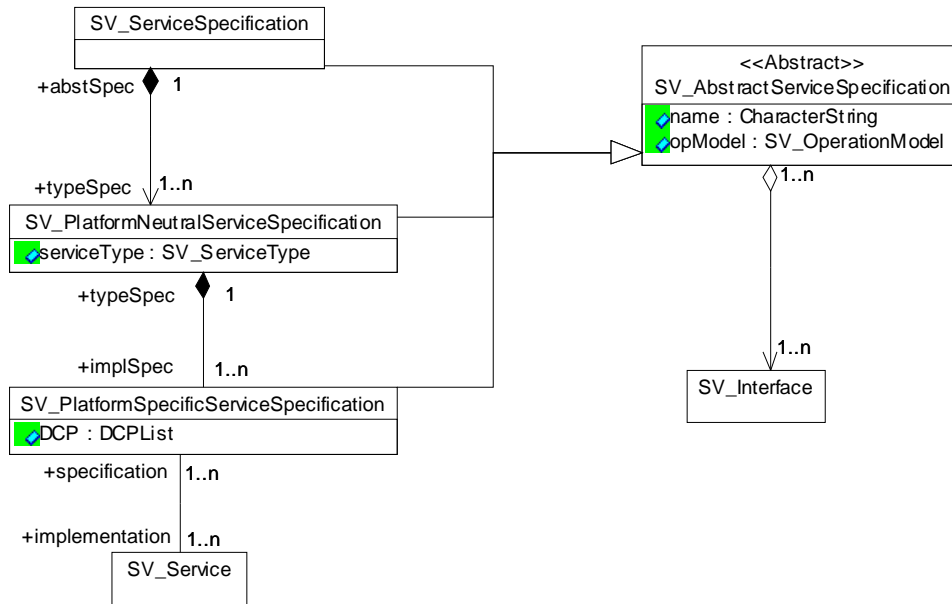 SV_ServiceSpecification
+abstSpec
1
+typeSpec
1..n
SV_PlatformNeutralServiceSpecification
serviceType : SV_ServiceType
+typeSpec
1
+implSpec
1..n
SV_PlatformSpecificServiceSpecification
DCP : DCPList
+specification
1..n
+implementation
1..n
SV_Service
<<Abstract>>
SV_AbstractServiceSpecification
name : CharacterString
opModel : SV_OperationModel
1..n
1..n
SV_Interface